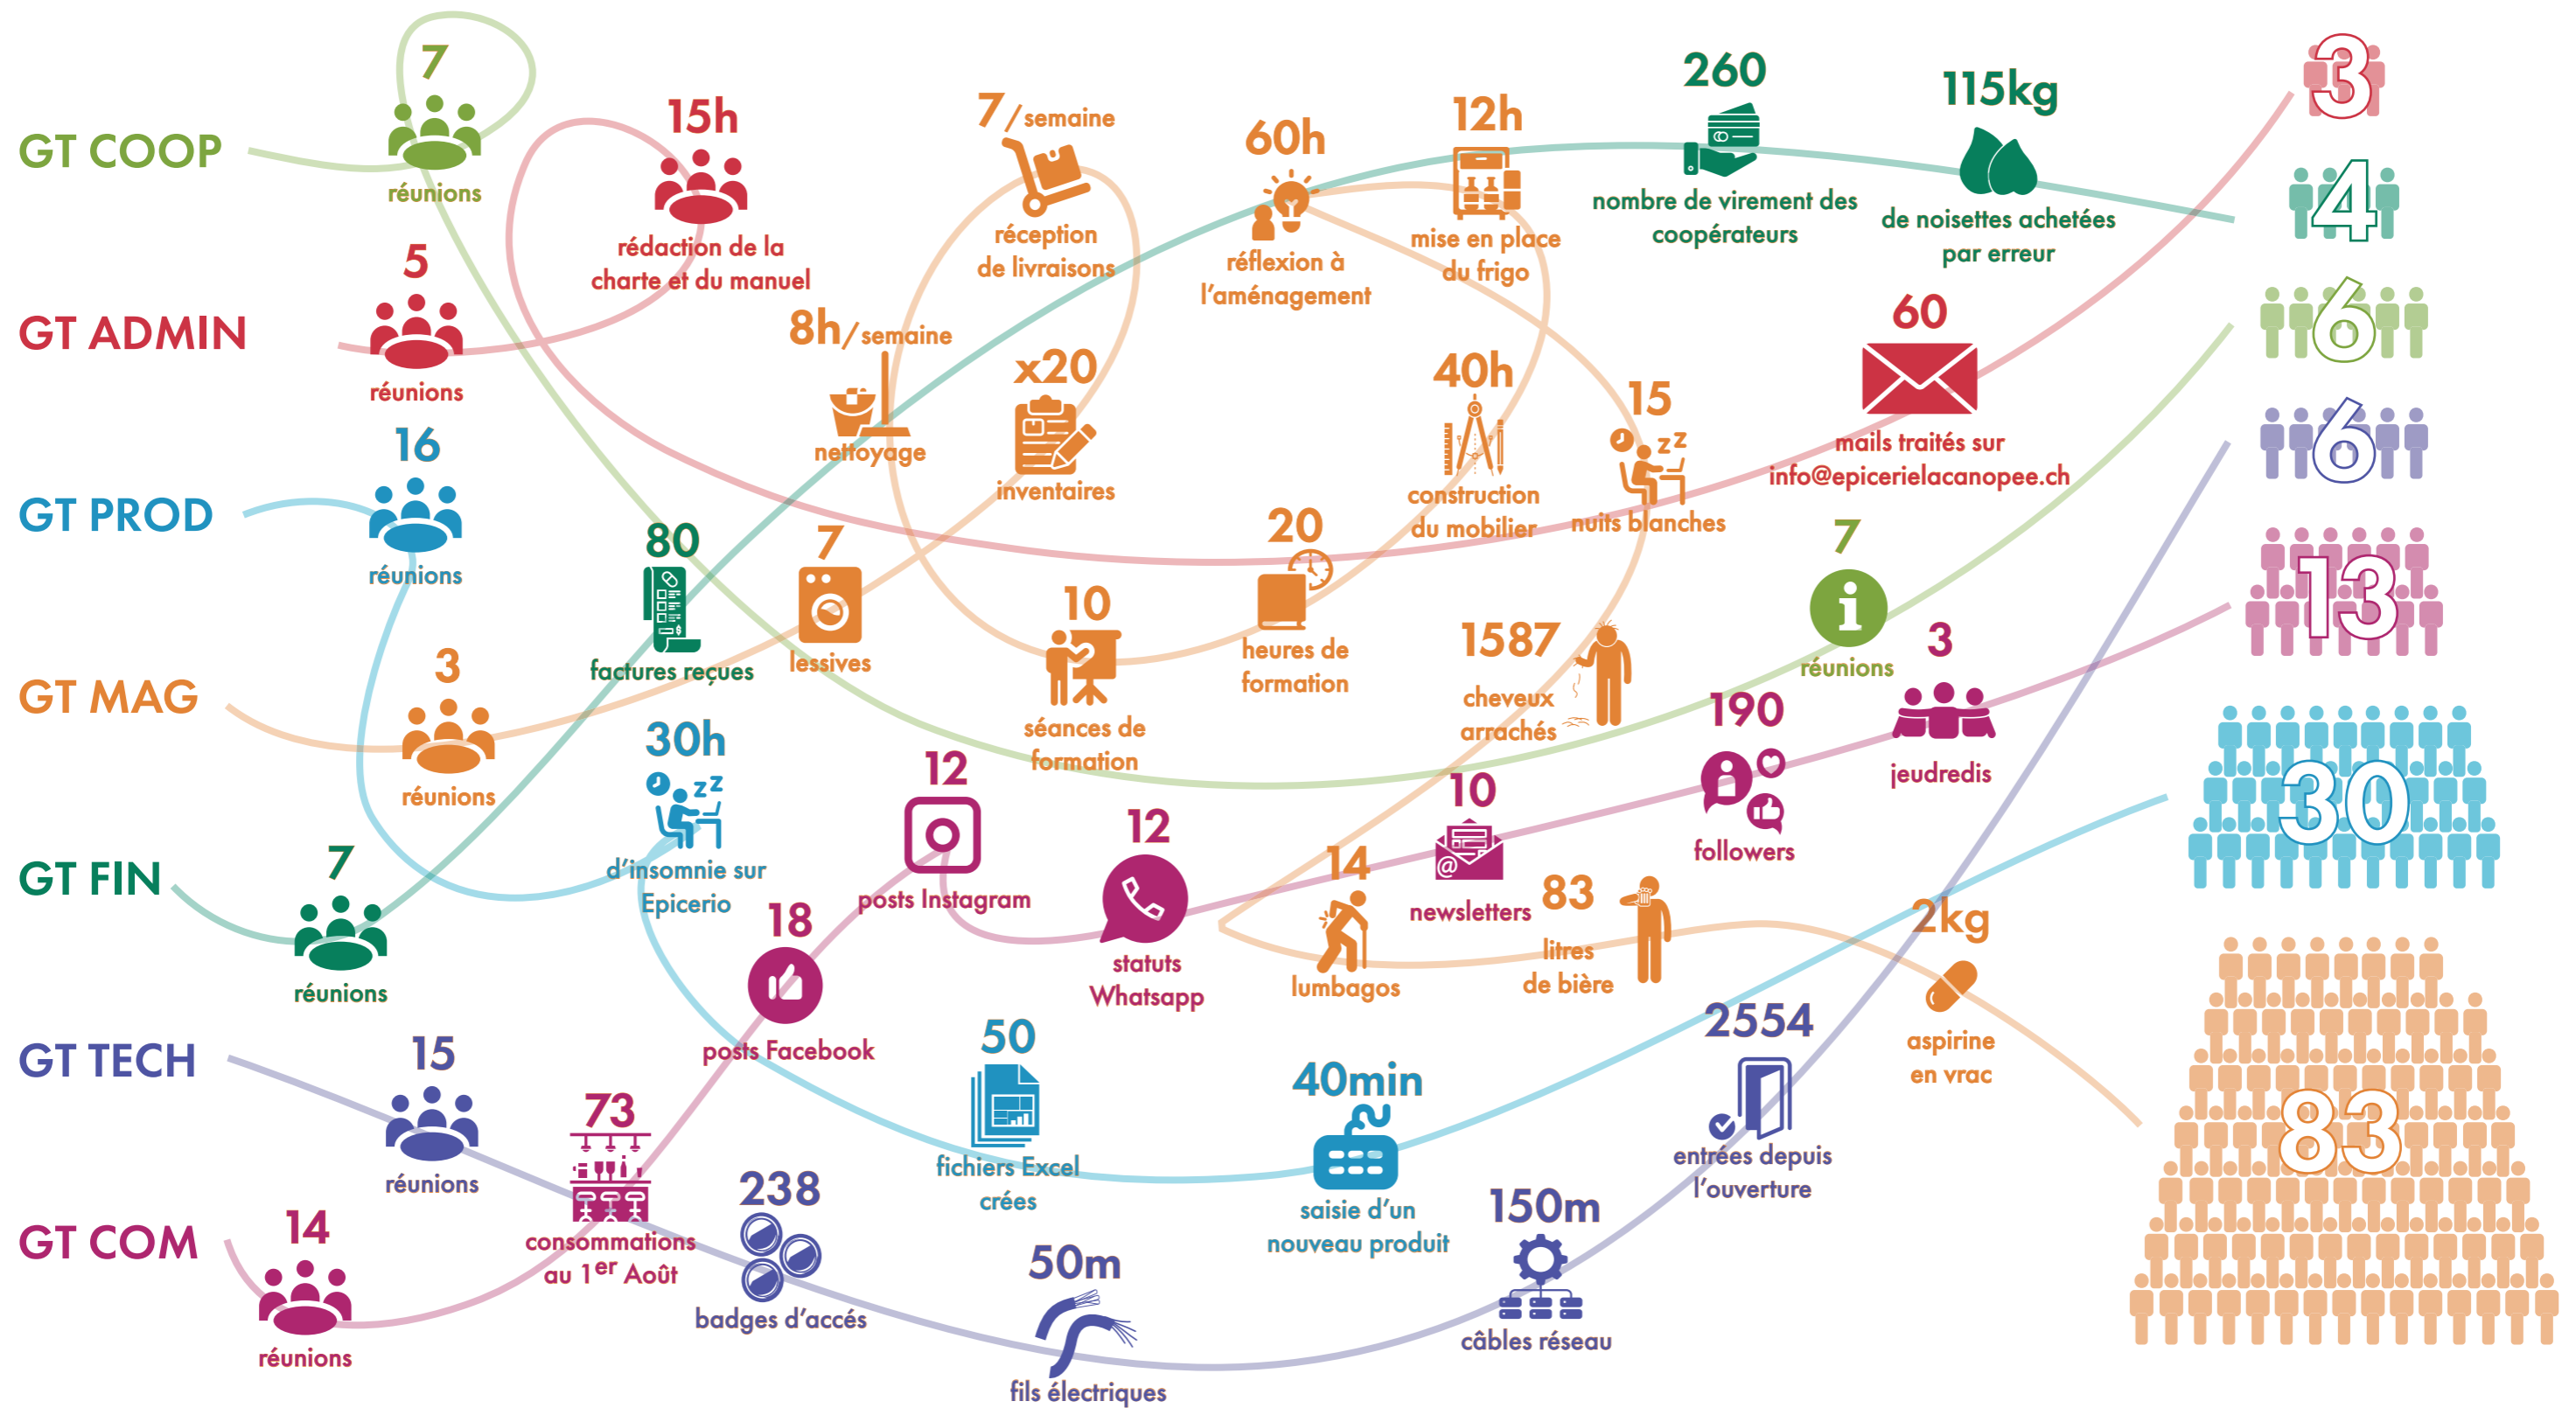 GT COOP
7
réunions
7
i
réunions
6
GT ADMIN
5
réunions
15h
rédaction de la
charte et du manuel
60
mails traités sur
info@epicerielacanopee.ch
3
GT PROD
16
réunions
30h
zz
d'insomnie sur
Epicerio
50
fichiers Excel
crées
40min
saisie d'un
nouveau produit
30
GT MAG
3
réunions
7
lessives
x20
inventaires
7/semaine
réception
de livraisons
8h/semaine
nettoyage
10
séances de
formation
20
heures de
formation
40h
construction
du mobilier
12h
mise en place
du frigo
60h
réflexion à
l'aménagement
15
zz
nuits blanches
1587
cheveux
arrachés
14
lumbagos
83
litres
de bière
2kg
aspirine
en vrac
83
GT FIN
7
réunions
80
factures reçues
260
nombre de virement des
coopérateurs
115kg
de noisettes achetées
par erreur
4
GT TECH
15
réunions
238
badges d'accés
50m
fils électriques
150m
câbles réseau
2554
entrées depuis
l'ouverture
6
GT COM
14
réunions
73
consommations
au 1er Août
18
posts Facebook
12
posts Instagram
12
statuts
Whatsapp
10
@
newsletters
190
followers
3
jeudredis
13